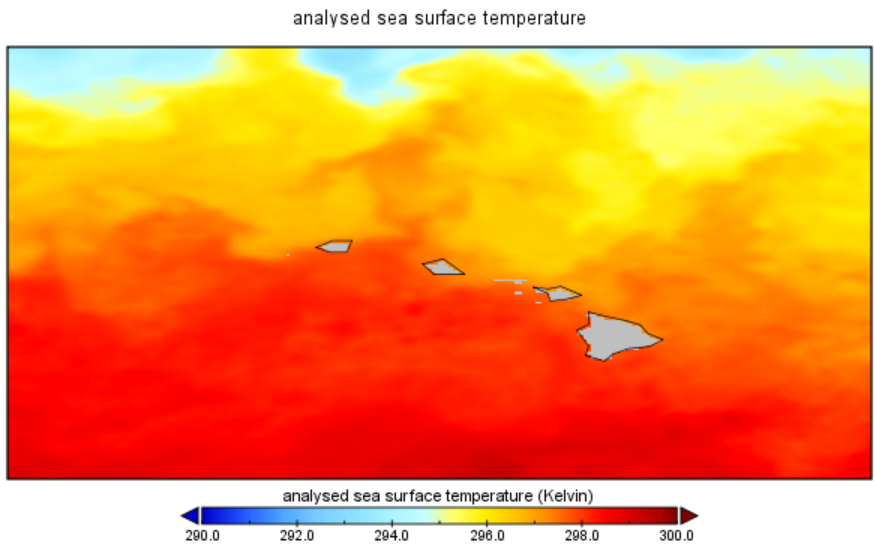 analysed sea surface temperature
analysed sea surface temperature (Kelvin)
290.0 292.0 294.0 296.0 298.0 300.0